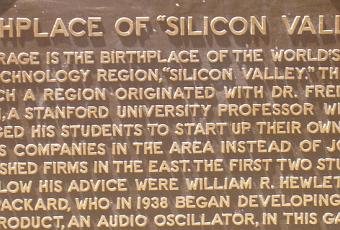 HPLACE OF "SILICON VALL
RAGE IS THE BIRTHPLACE OF THE WORLD'S
CHNOLOGY REGION, "SILICON VALLEY." TH
CH A REGION ORIGINATED WITH DR. FRE
N, A STANFORD UNIVERSITY PROFESSOR W
GED HIS STUDENTS TO START UP THEIR OWN
S COMPANIES IN THE AREA INSTEAD OF JO
SHED FIRMS IN THE EAST. THE FIRST TWO STU
LOW HIS ADVICE WERE WILLIAM R. HEWLET
PACKARD, WHO IN 1938 BEGAN DEVELOPING
RODUCT, AN AUDIO OSCILLATOR, IN THIS GA